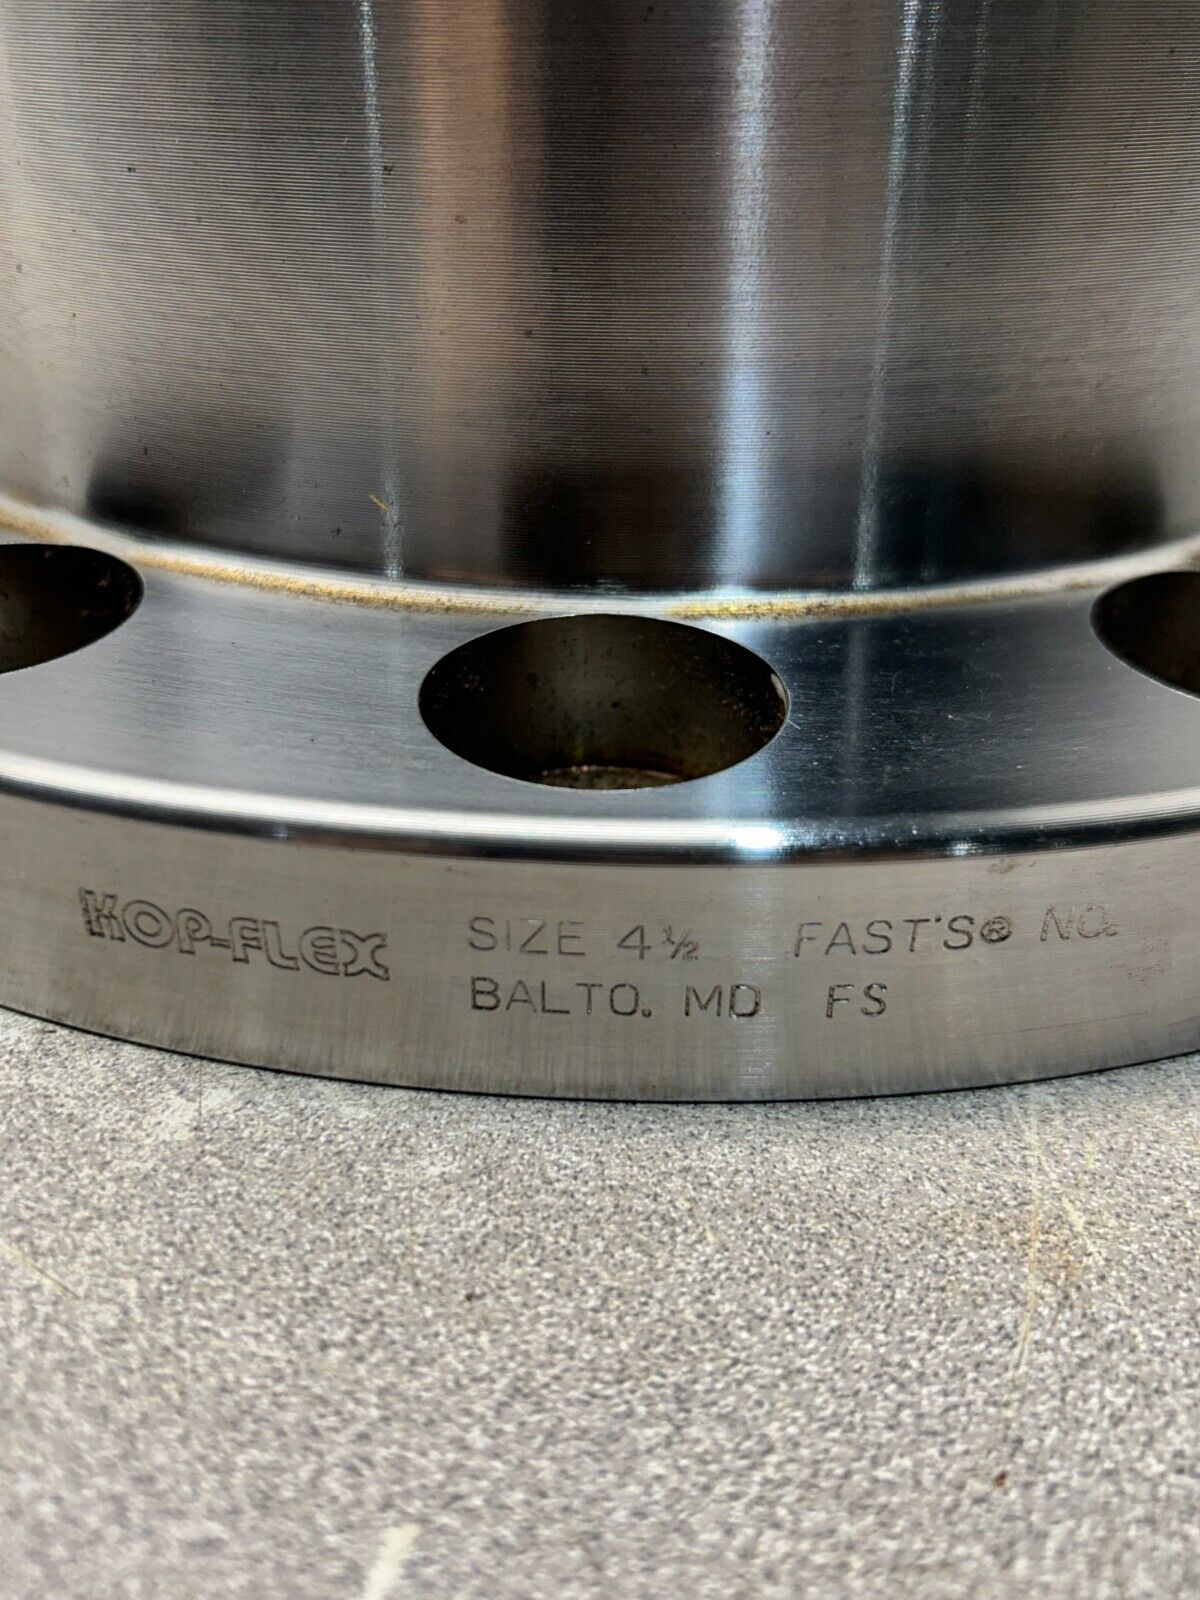 KOP-FLEX SIZE 4½ FAST'S® NO.
BALTO. MD FS